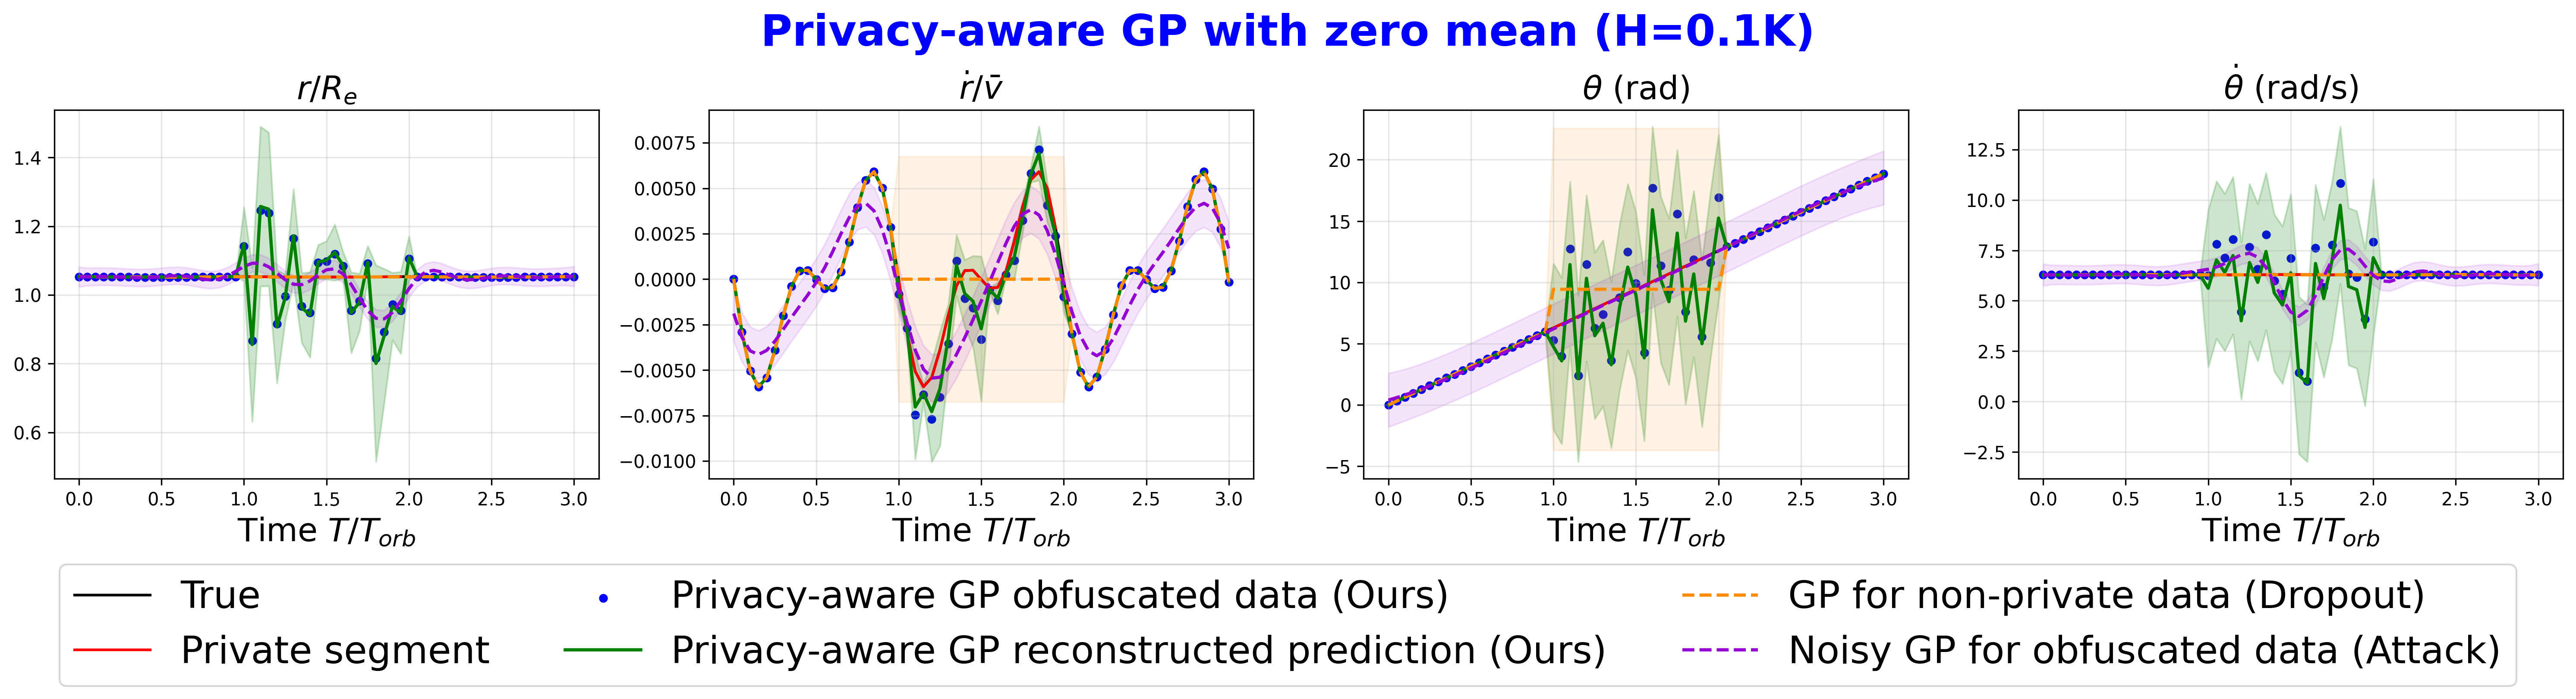 Privacy-aware GP with zero mean (H=0.1K)
r/R_e
1.4
1.2
1.0
0.8
0.6
0.0 0.5 1.0 1.5 2.0 2.5 3.0
Time T/T_orb
ṙ/v̄
0.0075
0.0050
0.0025
0.0000
−0.0025
−0.0050
−0.0075
−0.0100
0.0 0.5 1.0 1.5 2.0 2.5 3.0
Time T/T_orb
θ (rad)
20
15
10
5
0
−5
0.0 0.5 1.0 1.5 2.0 2.5 3.0
Time T/T_orb
θ̇ (rad/s)
12.5
10.0
7.5
5.0
2.5
0.0
−2.5
0.0 0.5 1.0 1.5 2.0 2.5 3.0
Time T/T_orb
True
Private segment
Privacy-aware GP obfuscated data (Ours)
Privacy-aware GP reconstructed prediction (Ours)
GP for non-private data (Dropout)
Noisy GP for obfuscated data (Attack)